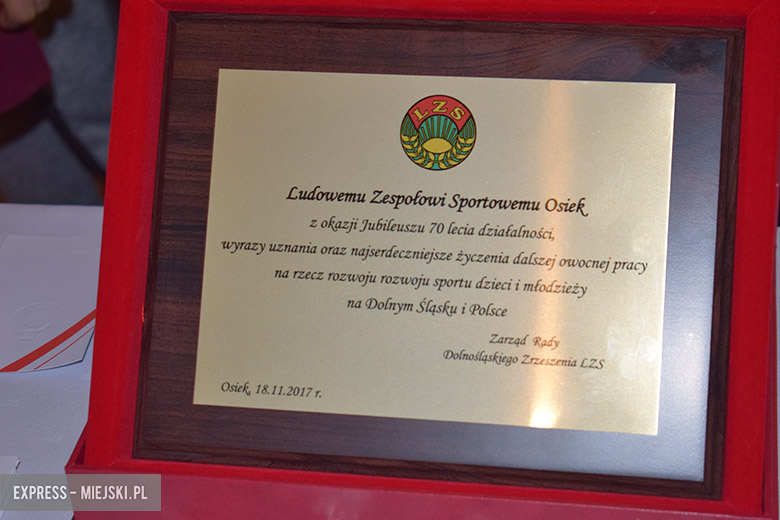 LZS
Ludowemu Zespołowi Sportowemu Osiek
z okazji Jubileuszu 70 lecia działalności,
wyrazy uznania oraz najserdeczniejsze życzenia dalszej owocnej pracy
na rzecz rozwoju rozwoju sportu dzieci i młodzieży
na Dolnym Śląsku i Polsce
Zarząd Rady
Dolnośląskiego Zrzeszenia LZS
Osiek, 18.11.2017 r.
EXPRESS - MIEJSKI.PL